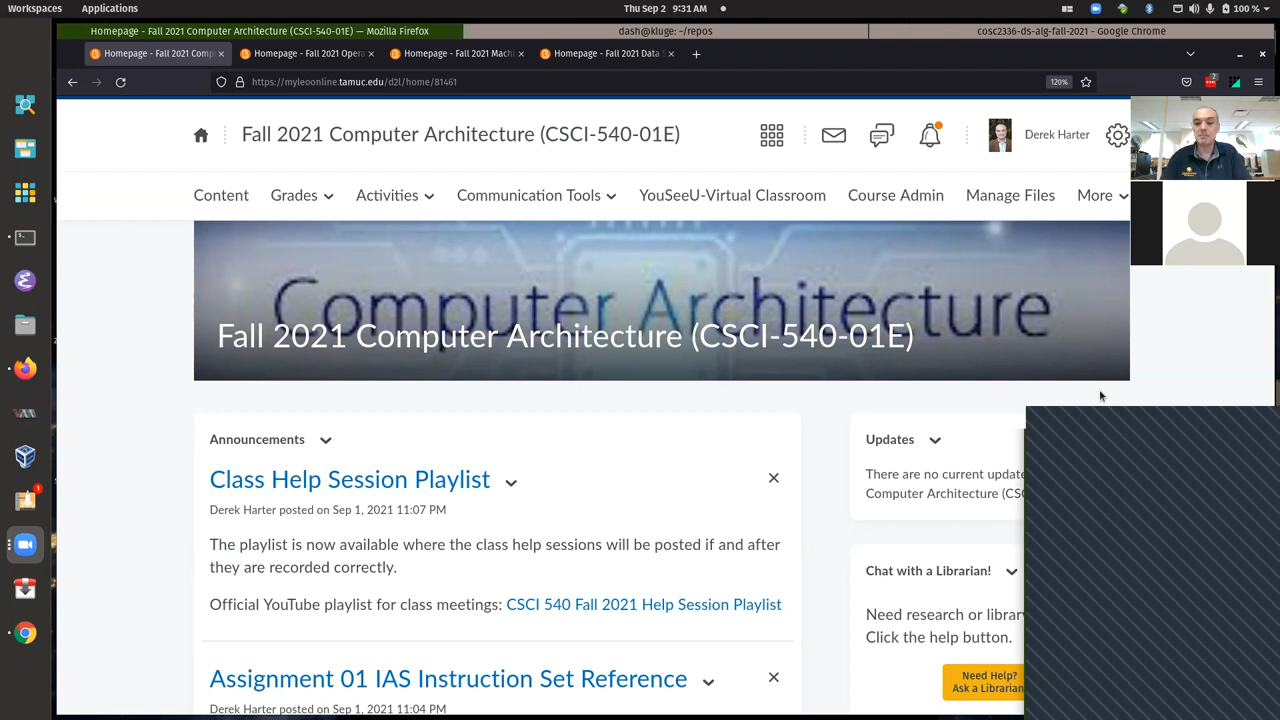 Workspaces Applications Thu Sep 2 9:31 AM 100 %
Homepage - Fall 2021 Computer Architecture (CSCI-540-01E) — Mozilla Firefox dash@kluge: ~/repos cosc2336-ds-alg-fall-2021 - Google Chrome
Homepage - Fall 2021 Comp Homepage - Fall 2021 Opera Homepage - Fall 2021 Machi Homepage - Fall 2021 Data S
https://myleoonline.tamuc.edu/d2l/home/81461 120% 2
Fall 2021 Computer Architecture (CSCI-540-01E) Derek Harter
Content Grades Activities Communication Tools YouSeeU-Virtual Classroom Course Admin Manage Files More
Computer Architecture
Fall 2021 Computer Architecture (CSCI-540-01E)
Announcements
Class Help Session Playlist
Derek Harter posted on Sep 1, 2021 11:07 PM
The playlist is now available where the class help sessions will be posted if and after
they are recorded correctly.
Official YouTube playlist for class meetings: CSCI 540 Fall 2021 Help Session Playlist
Assignment 01 IAS Instruction Set Reference
Derek Harter posted on Sep 1, 2021 11:04 PM
Updates
There are no current update
Computer Architecture (CSC
Chat with a Librarian!
Need research or library
Click the help button.
Need Help?
Ask a Librarian
1